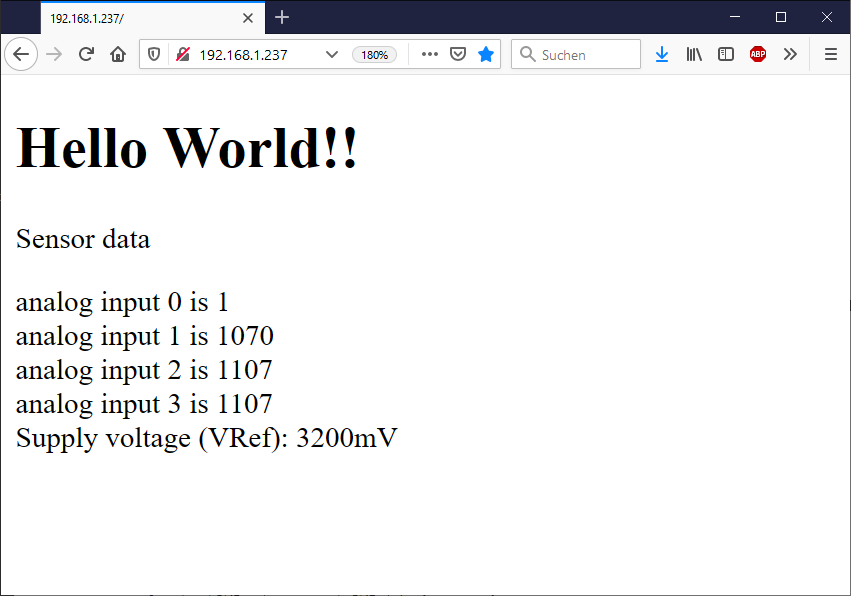 192.168.1.237/
192.168.1.237
180%
Suchen
ABP
Hello World!!
Sensor data
analog input 0 is 1
analog input 1 is 1070
analog input 2 is 1107
analog input 3 is 1107
Supply voltage (VRef): 3200mV